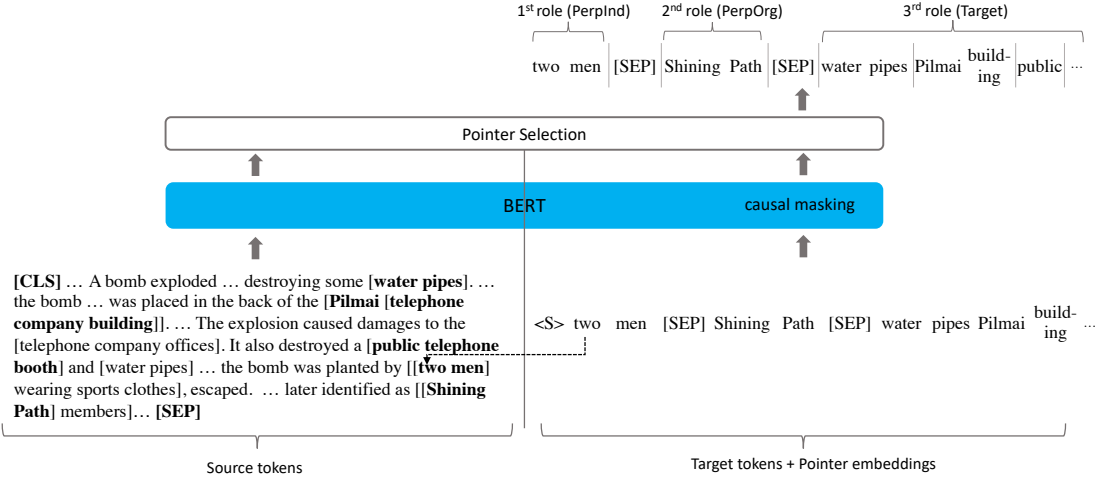 1st role (PerpInd) 2nd role (PerpOrg) 3rd role (Target)
two men [SEP] Shining Path [SEP] water pipes Pilmai build-
ing public ...
Pointer Selection
BERT causal masking
[CLS] … A bomb exploded … destroying some [water pipes]. …
the bomb … was placed in the back of the [Pilmai [telephone
company building]]. … The explosion caused damages to the
[telephone company offices]. It also destroyed a [public telephone
booth] and [water pipes] … the bomb was planted by [[two men]
wearing sports clothes], escaped. … later identified as [[Shining
Path] members]… [SEP]
<S> two men [SEP] Shining Path [SEP] water pipes Pilmai build-
ing ...
Source tokens
Target tokens + Pointer embeddings